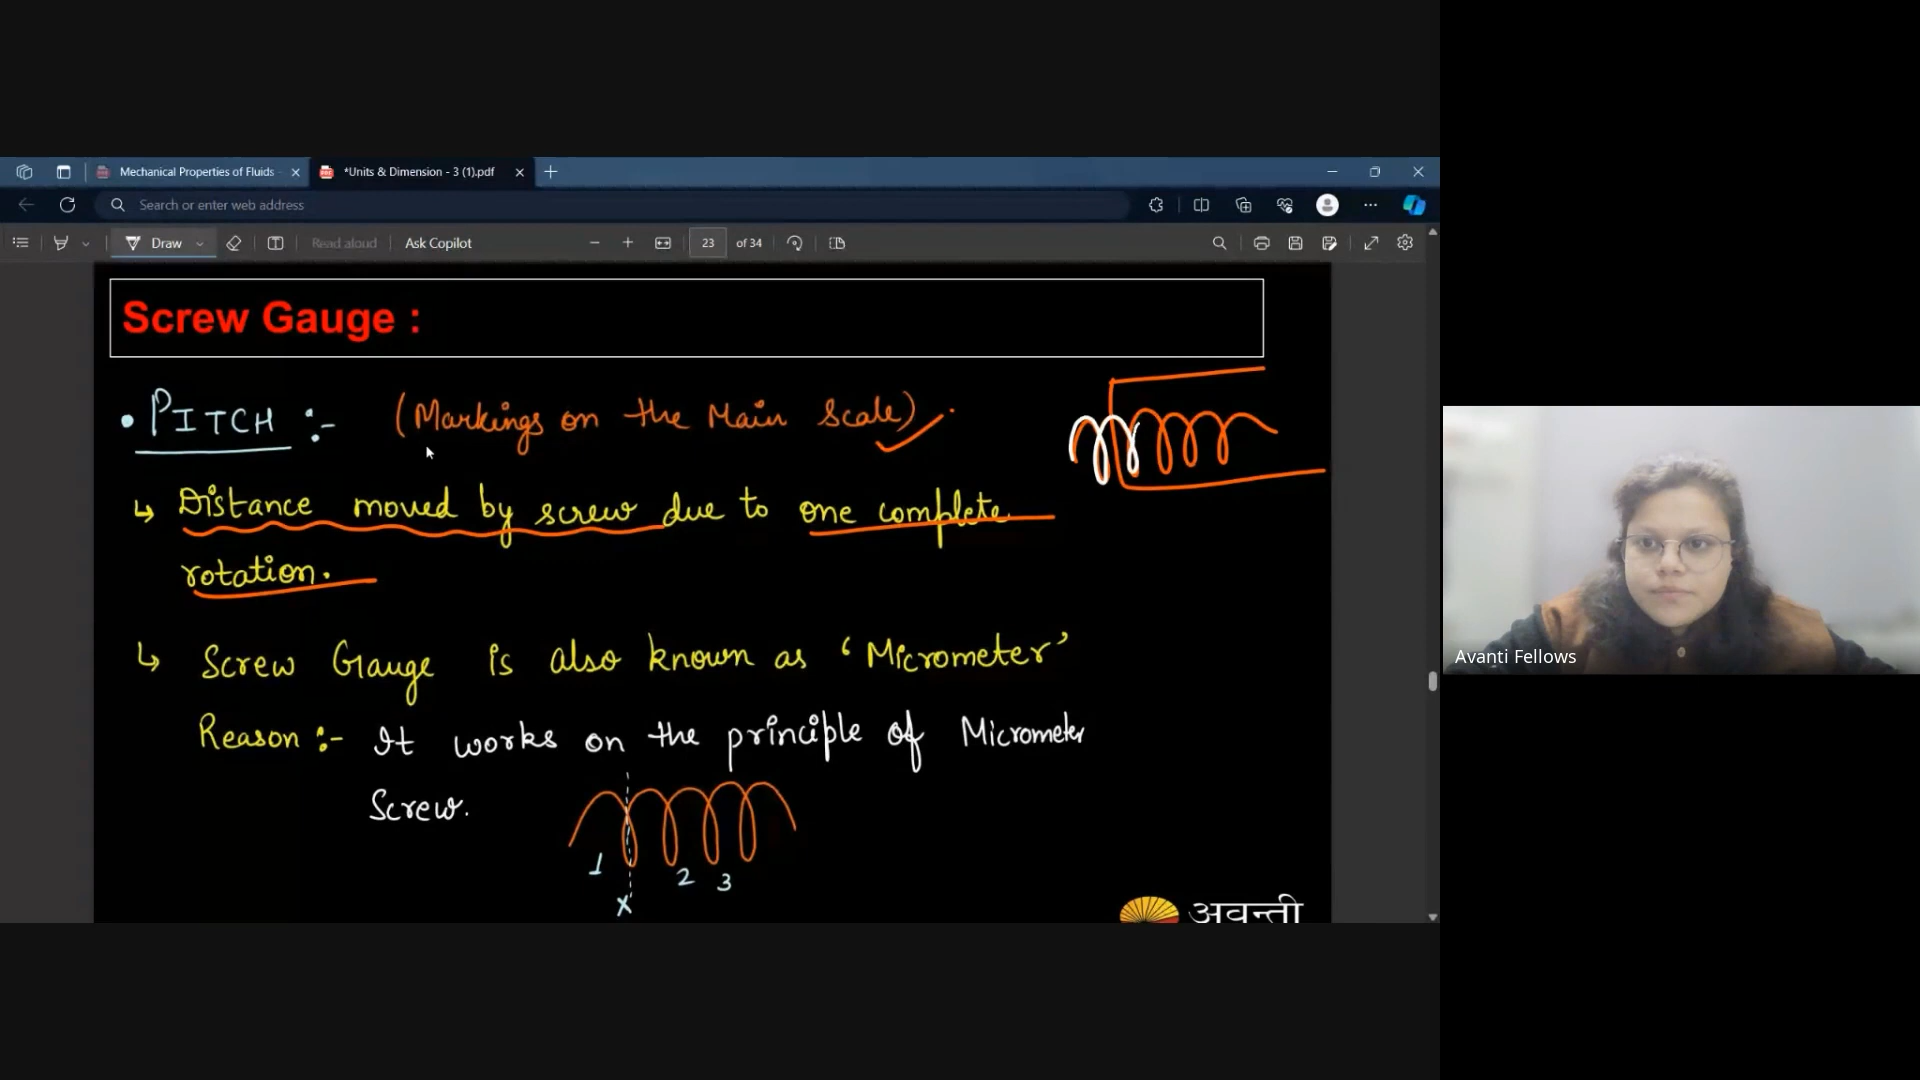 Mechanical Properties of Fluids -
*Units & Dimension - 3 (1).pdf
Search or enter web address
Draw
Read aloud
Ask Copilot
23
of 34
Screw Gauge :
• PITCH :- (Markings on the Main Scale)
↳ Distance moved by screw due to one complete
rotation.
↳ Screw Gauge is also known as ‘Micrometer’
Reason :- It works on the principle of Micrometer
Screw.
1
2
3
X
अवन्ती
Avanti Fellows